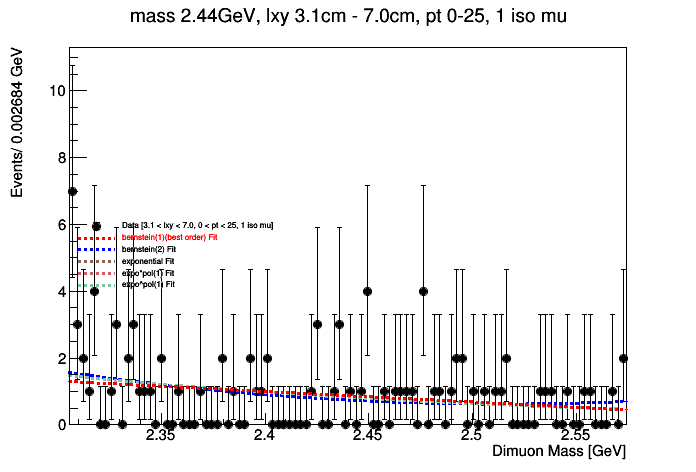 mass 2.44GeV, lxy 3.1cm - 7.0cm, pt 0-25, 1 iso mu
Events/ 0.002684 GeV
10
8
6
4
2
0
Data [3.1 < lxy < 7.0, 0 < pt < 25, 1 iso mu]
bernstein(1)(best order) Fit
bernstein(2) Fit
exponential Fit
expo*pol(1) Fit
expo^pol(1) Fit
2.35 2.4 2.45 2.5 2.55
Dimuon Mass [GeV]